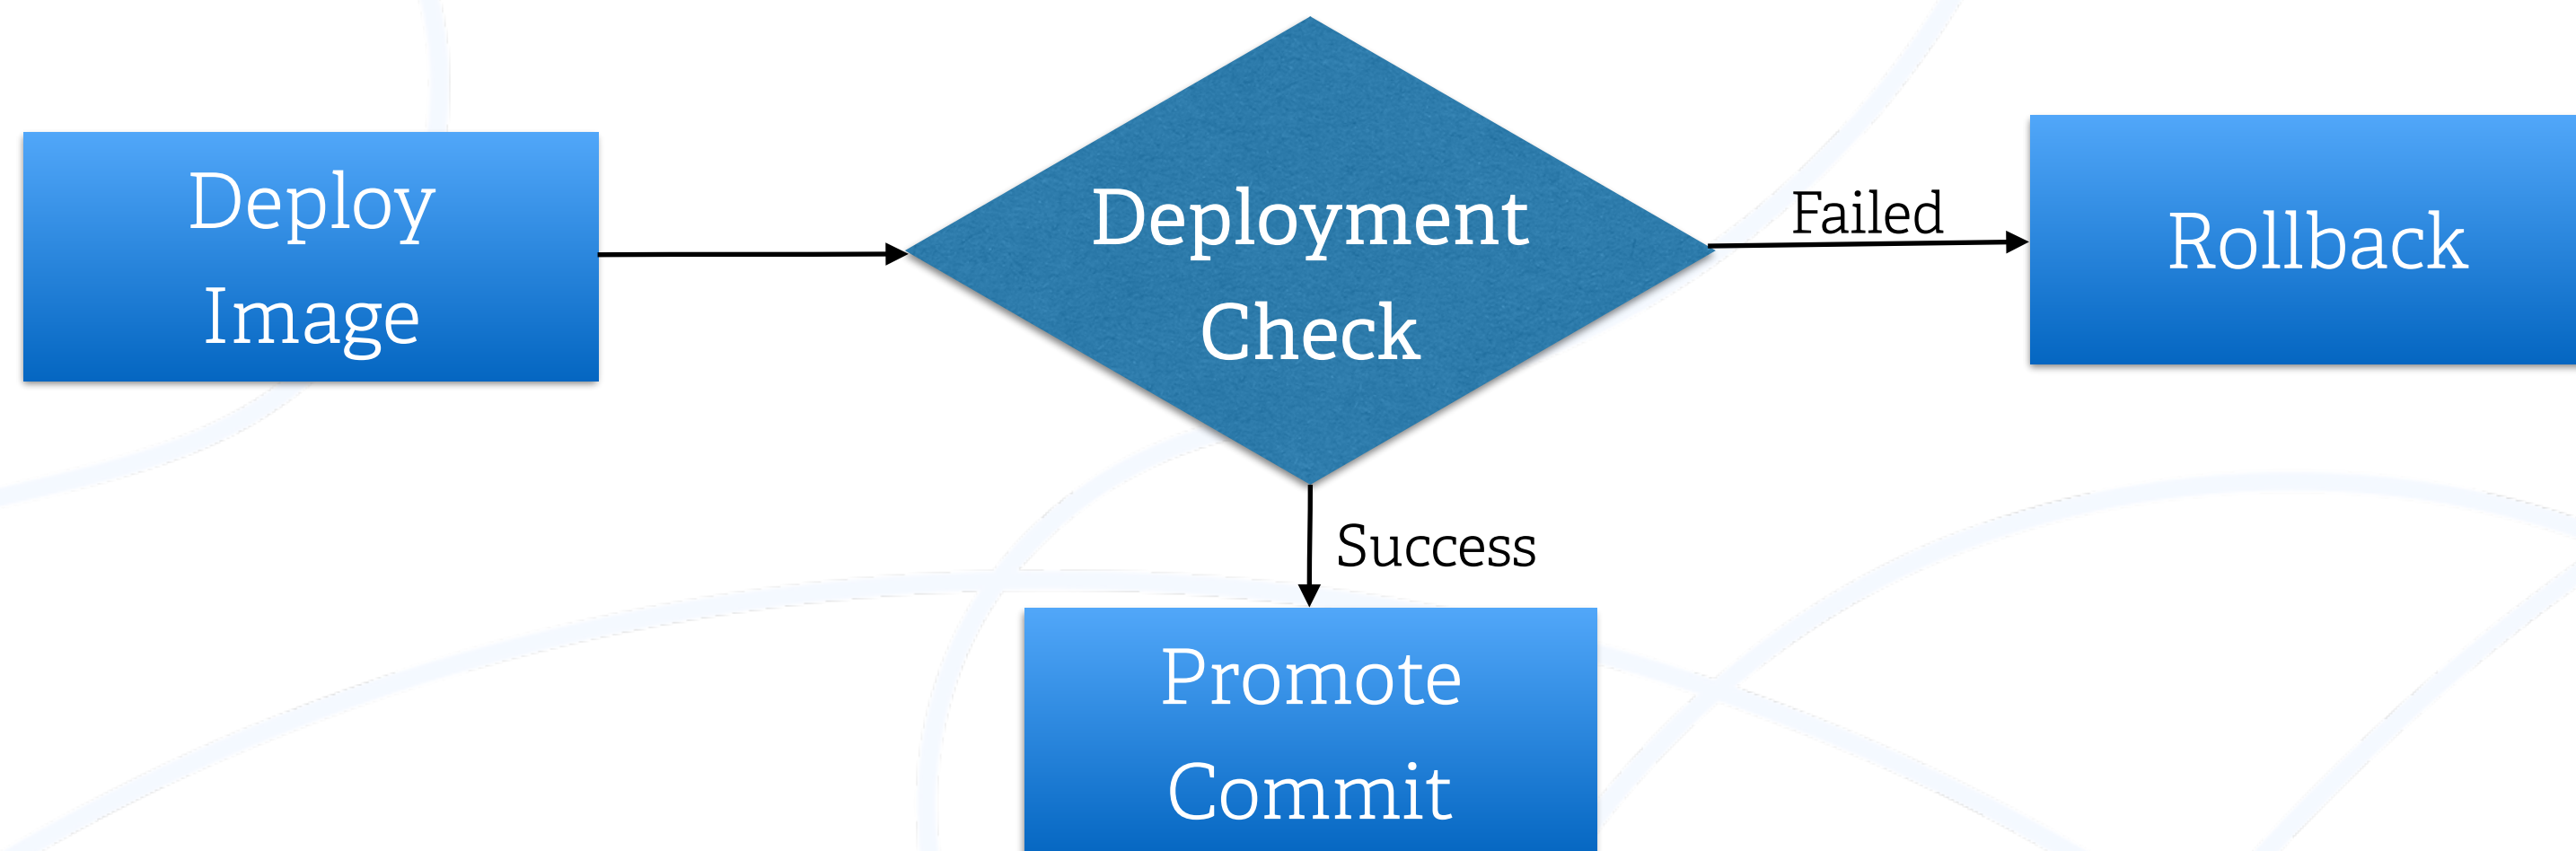 Deploy
Image
Deployment
Check
Failed
Rollback
Success
Promote
Commit